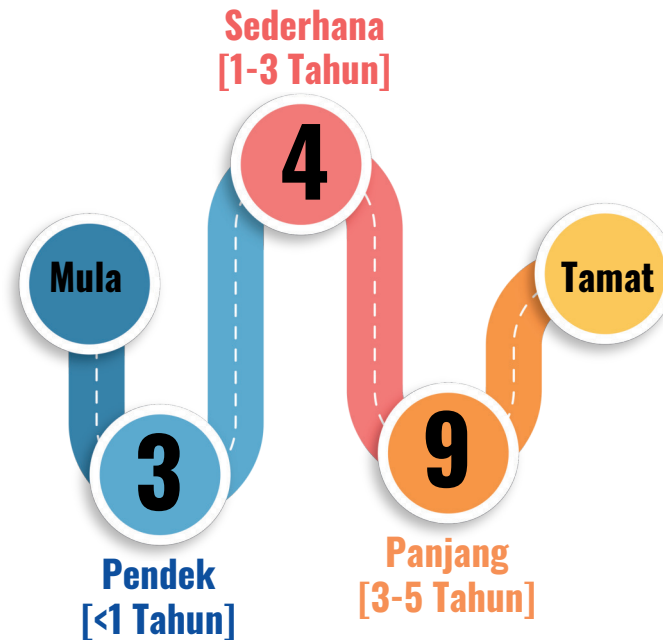 Sederhana
[1-3 Tahun]
4
Mula
Tamat
3
9
Pendek
[<1 Tahun]
Panjang
[3-5 Tahun]